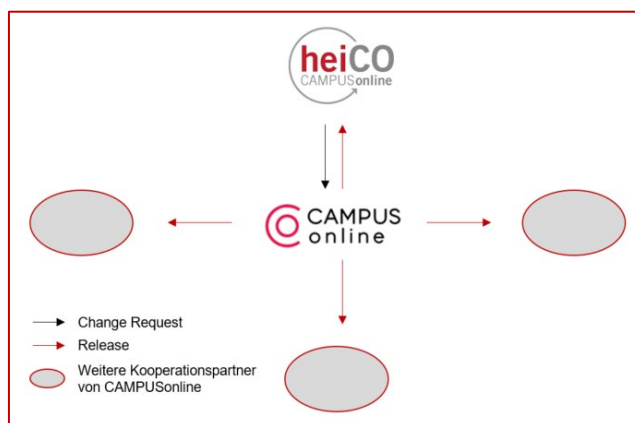 heiCO
CAMPUSonline
CAMPUS
online
Change Request
Release
Weitere Kooperationspartner
von CAMPUSonline